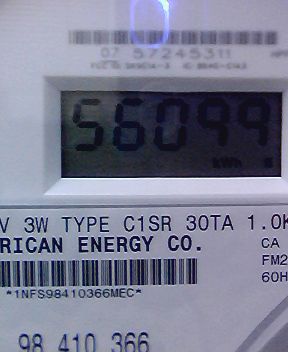 07 57245311
56099
kWh
V 3W TYPE C1SR 30TA 1.0K
RICAN ENERGY CO.
CA
FM2
60H
*1NFS98410366MEC*
98 410 366